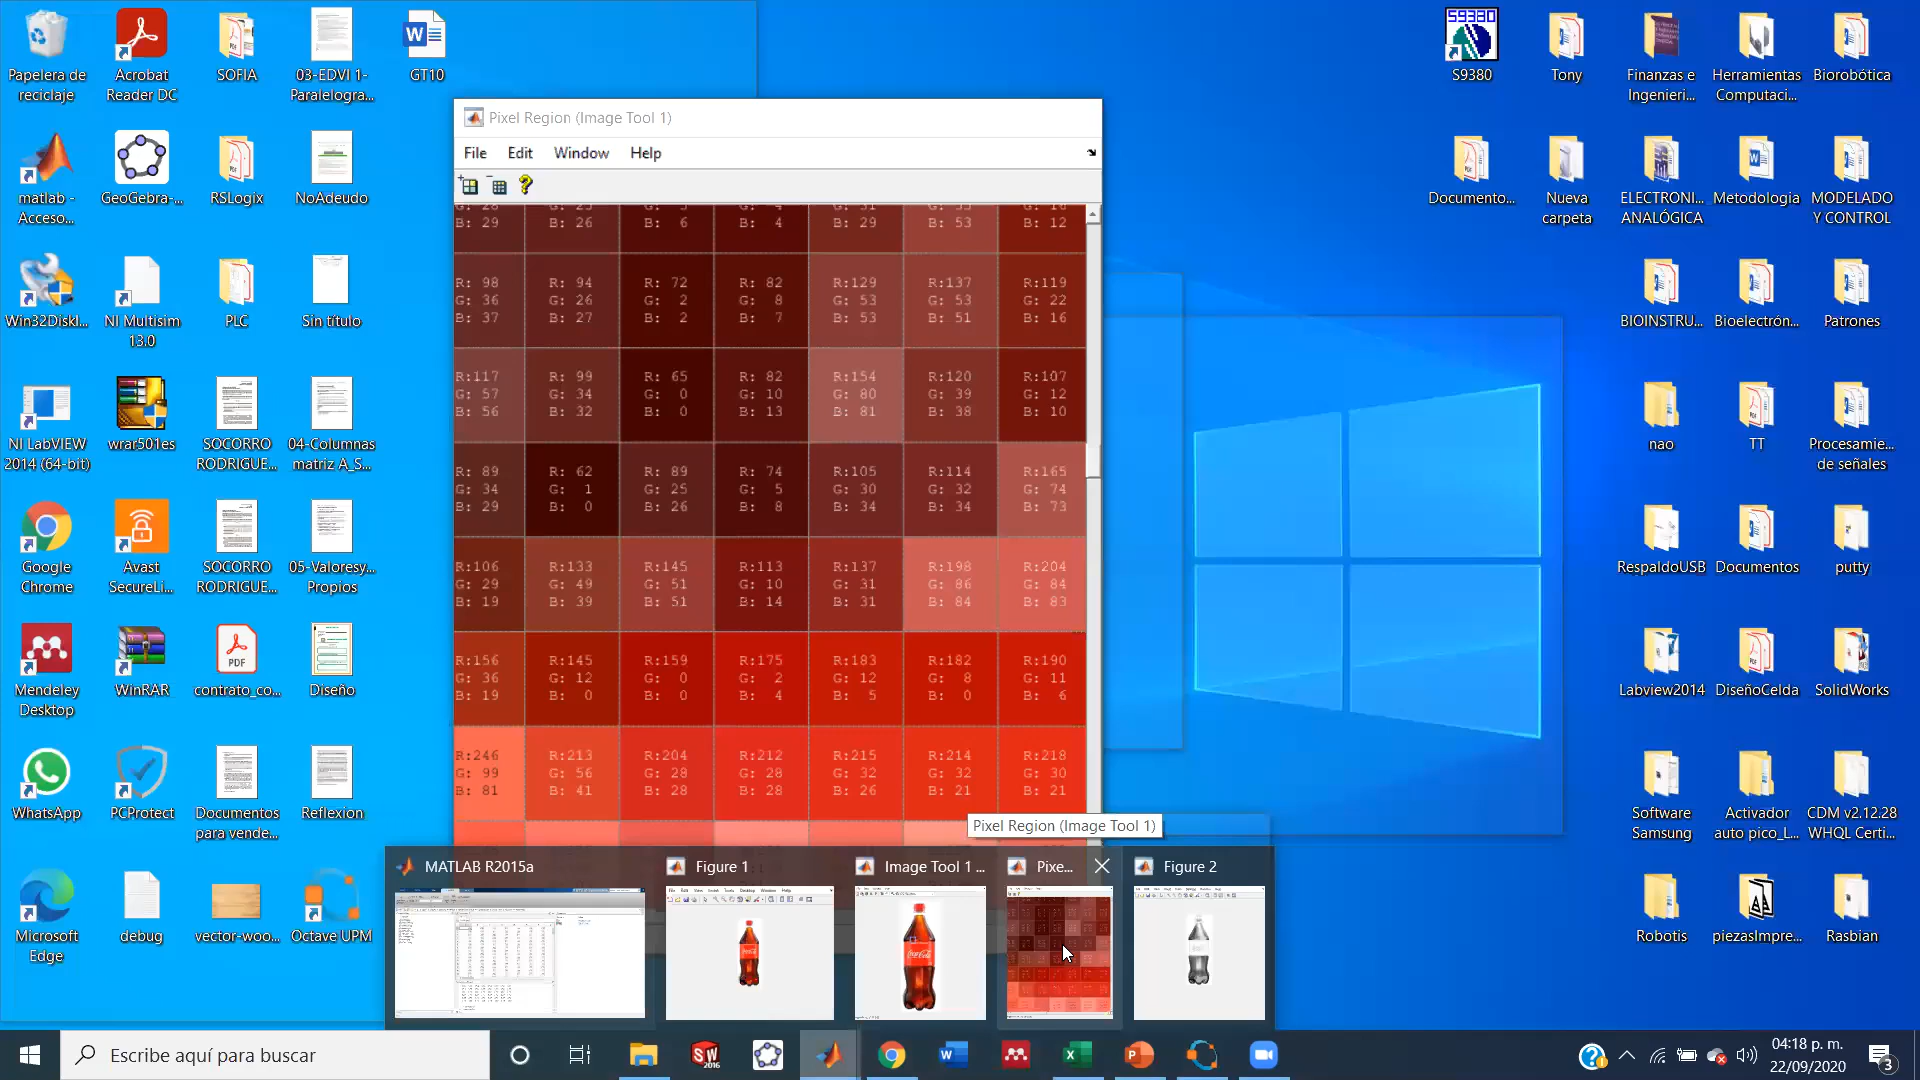 Papelera de
reciclaje
Acrobat
Reader DC
SOFIA
03-EDVI 1-
Paralelogra...
GT10
S9380
S9380
Tony
Finanzas e
Ingenieri...
Herramientas
Computaci...
Biorobótica
Pixel Region (Image Tool 1)
File Edit Window Help
matlab -
Acceso...
GeoGebra-...
RSLogix
NoAdeudo
Documento...
Nueva
carpeta
ELECTRONI...
ANALÓGICA
Metodologia
MODELADO
Y CONTROL
B: 29 B: 26 B: 6 B: 4 B: 29 B: 53 B: 12
R: 98 R: 94 R: 72 R: 82 R:129 R:137 R:119
G: 36 G: 26 G: 2 G: 8 G: 53 G: 53 G: 22
B: 37 B: 27 B: 2 B: 7 B: 53 B: 51 B: 16
R:117 R: 99 R: 65 R: 82 R:154 R:120 R:107
G: 57 G: 34 G: 0 G: 10 G: 80 G: 39 G: 12
B: 56 B: 32 B: 0 B: 13 B: 81 B: 38 B: 10
R: 89 R: 62 R: 89 R: 74 R:105 R:114 R:165
G: 34 G: 1 G: 25 G: 5 G: 30 G: 32 G: 74
B: 29 B: 0 B: 26 B: 8 B: 34 B: 34 B: 73
R:106 R:133 R:145 R:113 R:137 R:198 R:204
G: 29 G: 49 G: 51 G: 10 G: 31 G: 86 G: 84
B: 19 B: 39 B: 51 B: 14 B: 31 B: 84 B: 83
R:156 R:145 R:159 R:175 R:183 R:182 R:190
G: 36 G: 12 G: 0 G: 2 G: 12 G: 8 G: 11
B: 19 B: 0 B: 0 B: 4 B: 5 B: 0 B: 6
R:246 R:213 R:204 R:212 R:215 R:214 R:218
G: 99 G: 56 G: 28 G: 28 G: 32 G: 32 G: 30
B: 81 B: 41 B: 28 B: 28 B: 26 B: 21 B: 21
Win32DiskI...
NI Multisim
13.0
PLC
Sin título
BIOINSTRU...
Bioelectrón...
Patrones
NI LabVIEW
2014 (64-bit)
wrar501es
SOCORRO
RODRIGUE...
04-Columnas
matriz A_S...
nao
TT
Procesamie...
de señales
Google
Chrome
Avast
SecureLi...
SOCORRO
RODRIGUE...
05-Valoresy...
Propios
RespaldoUSB
Documentos
putty
Mendeley
Desktop
WinRAR
PDF
contrato_co...
Diseño
Labview2014
DiseñoCelda
SolidWorks
WhatsApp
PCProtect
Documentos
para vende...
Reflexion
Software
Samsung
Activador
auto pico_L...
CDM v2.12.28
WHQL Certi...
Pixel Region (Image Tool 1)
MATLAB R2015a
Figure 1
Image Tool 1 ...
Pixe...
Figure 2
Microsoft
Edge
debug
vector-woo...
Octave UPM
Robotis
piezasImpre...
Rasbian
Escribe aquí para buscar
04:18 p. m.
22/09/2020
3